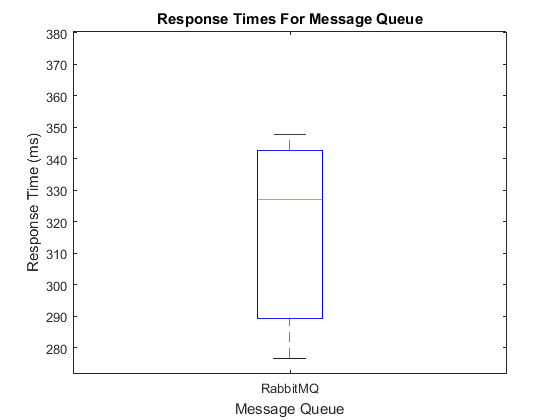 Response Times For Message Queue
380
370
360
350
340
330
320
310
300
290
280
Response Time (ms)
RabbitMQ
Message Queue